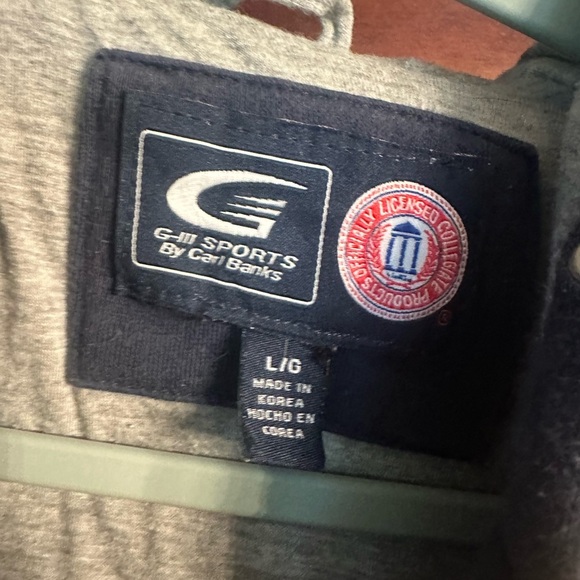 G-III SPORTS
By Carl Banks
OFFICIALLY LICENSED COLLEGIATE PRODUCTS
L/G
MADE IN
KOREA
HECHO EN
COREA